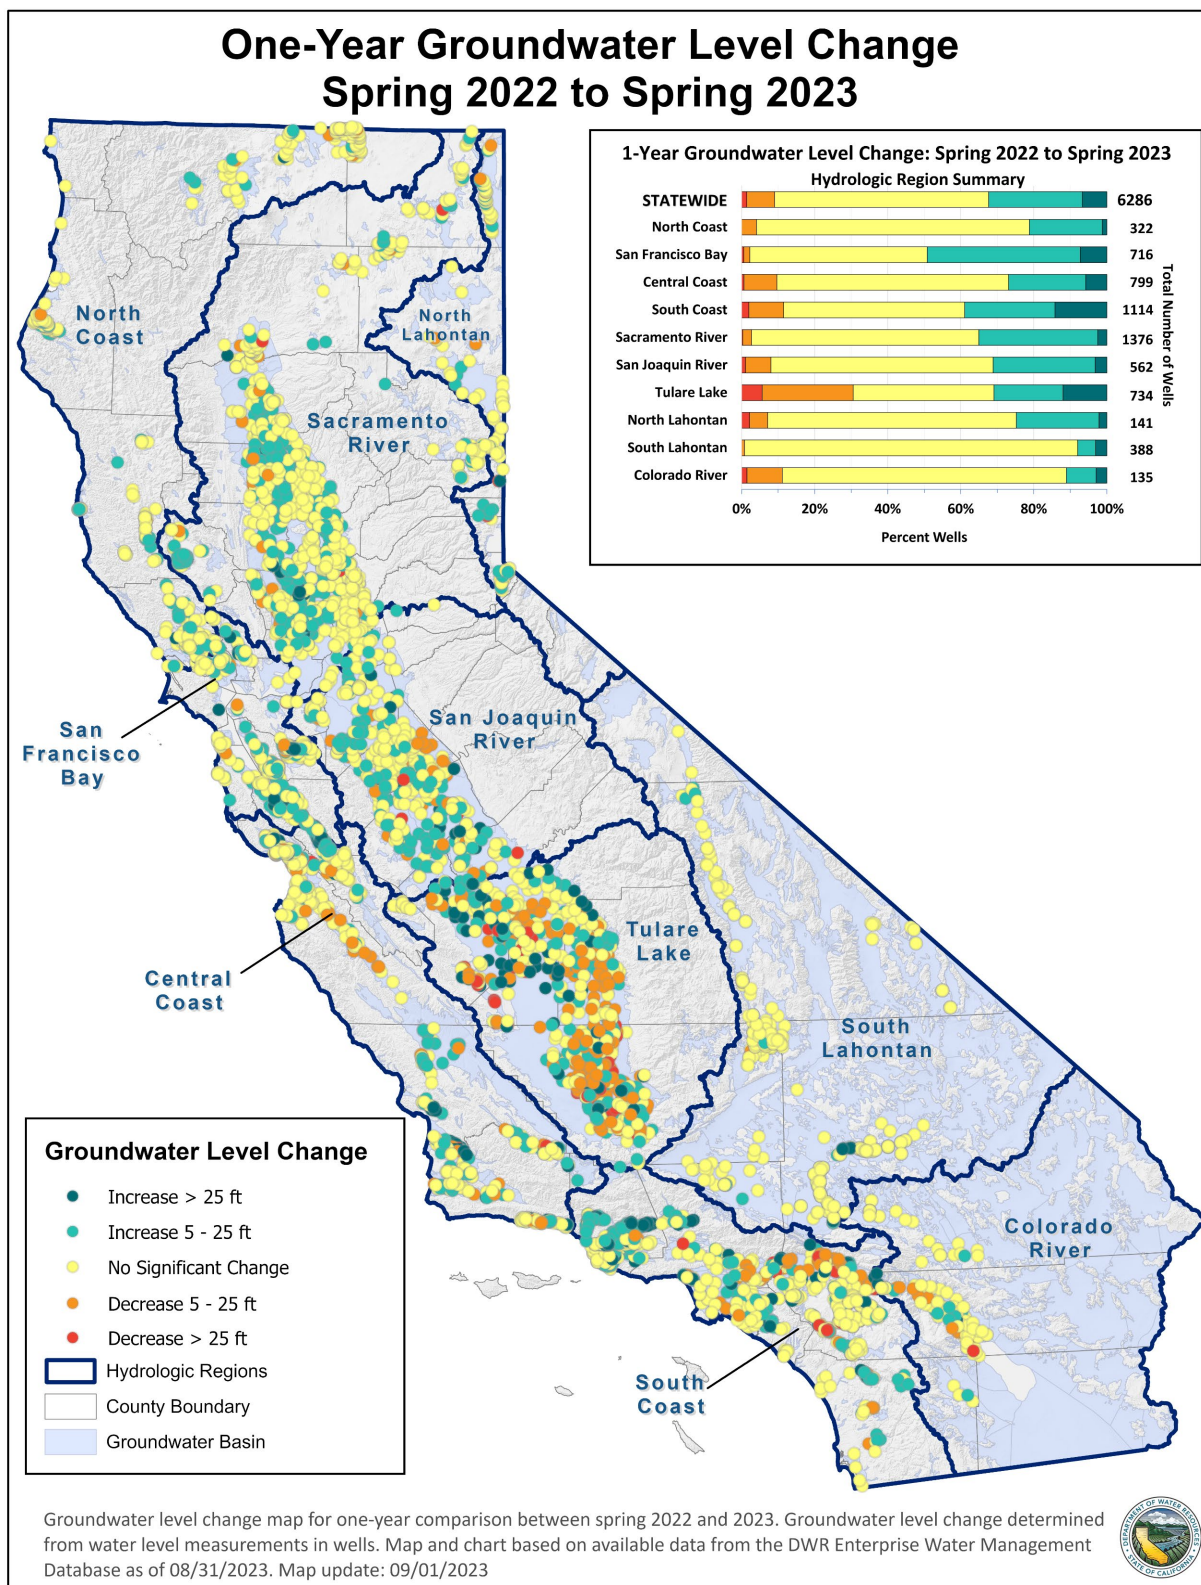 One-Year Groundwater Level Change
Spring 2022 to Spring 2023
1-Year Groundwater Level Change: Spring 2022 to Spring 2023
Hydrologic Region Summary
STATEWIDE 6286
North Coast 322
San Francisco Bay 716
Central Coast 799
South Coast 1114
Sacramento River 1376
San Joaquin River 562
Tulare Lake 734
North Lahontan 141
South Lahontan 388
Colorado River 135
Total Number of Wells
0% 20% 40% 60% 80% 100%
Percent Wells
North
Coast
North
Lahontan
Sacramento
River
San Joaquin
River
San
Francisco
Bay
Tulare
Lake
Central
Coast
South
Lahontan
Colorado
River
South
Coast
Groundwater Level Change
Increase > 25 ft
Increase 5 - 25 ft
No Significant Change
Decrease 5 - 25 ft
Decrease > 25 ft
Hydrologic Regions
County Boundary
Groundwater Basin
Groundwater level change map for one-year comparison between spring 2022 and 2023. Groundwater level change determined
from water level measurements in wells. Map and chart based on available data from the DWR Enterprise Water Management
Database as of 08/31/2023. Map update: 09/01/2023
DEPARTMENT OF WATER RESOURCES
STATE OF CALIFORNIA